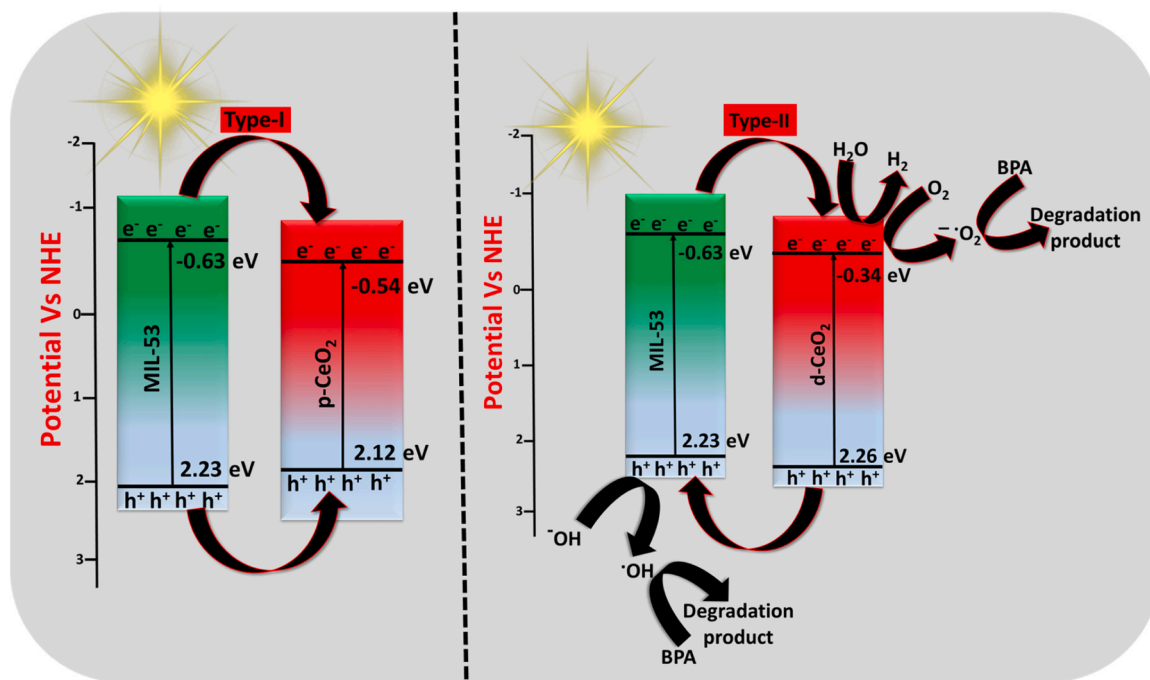 Type-I
Potential Vs NHE
-2
-1
0
1
2
3
e⁻ e⁻ e⁻ e⁻
-0.63 eV
MIL-53
2.23 eV
h⁺ h⁺ h⁺ h⁺
e⁻ e⁻ e⁻ e⁻
-0.54 eV
p-CeO₂
2.12 eV
h⁺ h⁺ h⁺ h⁺
Type-II
Potential Vs NHE
-2
-1
0
1
2
3
e⁻ e⁻ e⁻ e⁻
-0.63 eV
MIL-53
2.23 eV
h⁺ h⁺ h⁺ h⁺
e⁻ e⁻ e⁻ e⁻
-0.34 eV
d-CeO₂
2.26 eV
h⁺ h⁺ h⁺ h⁺
H₂O
H₂
O₂
BPA
⁻·O₂
Degradation
product
⁻OH
·OH
Degradation
product
BPA